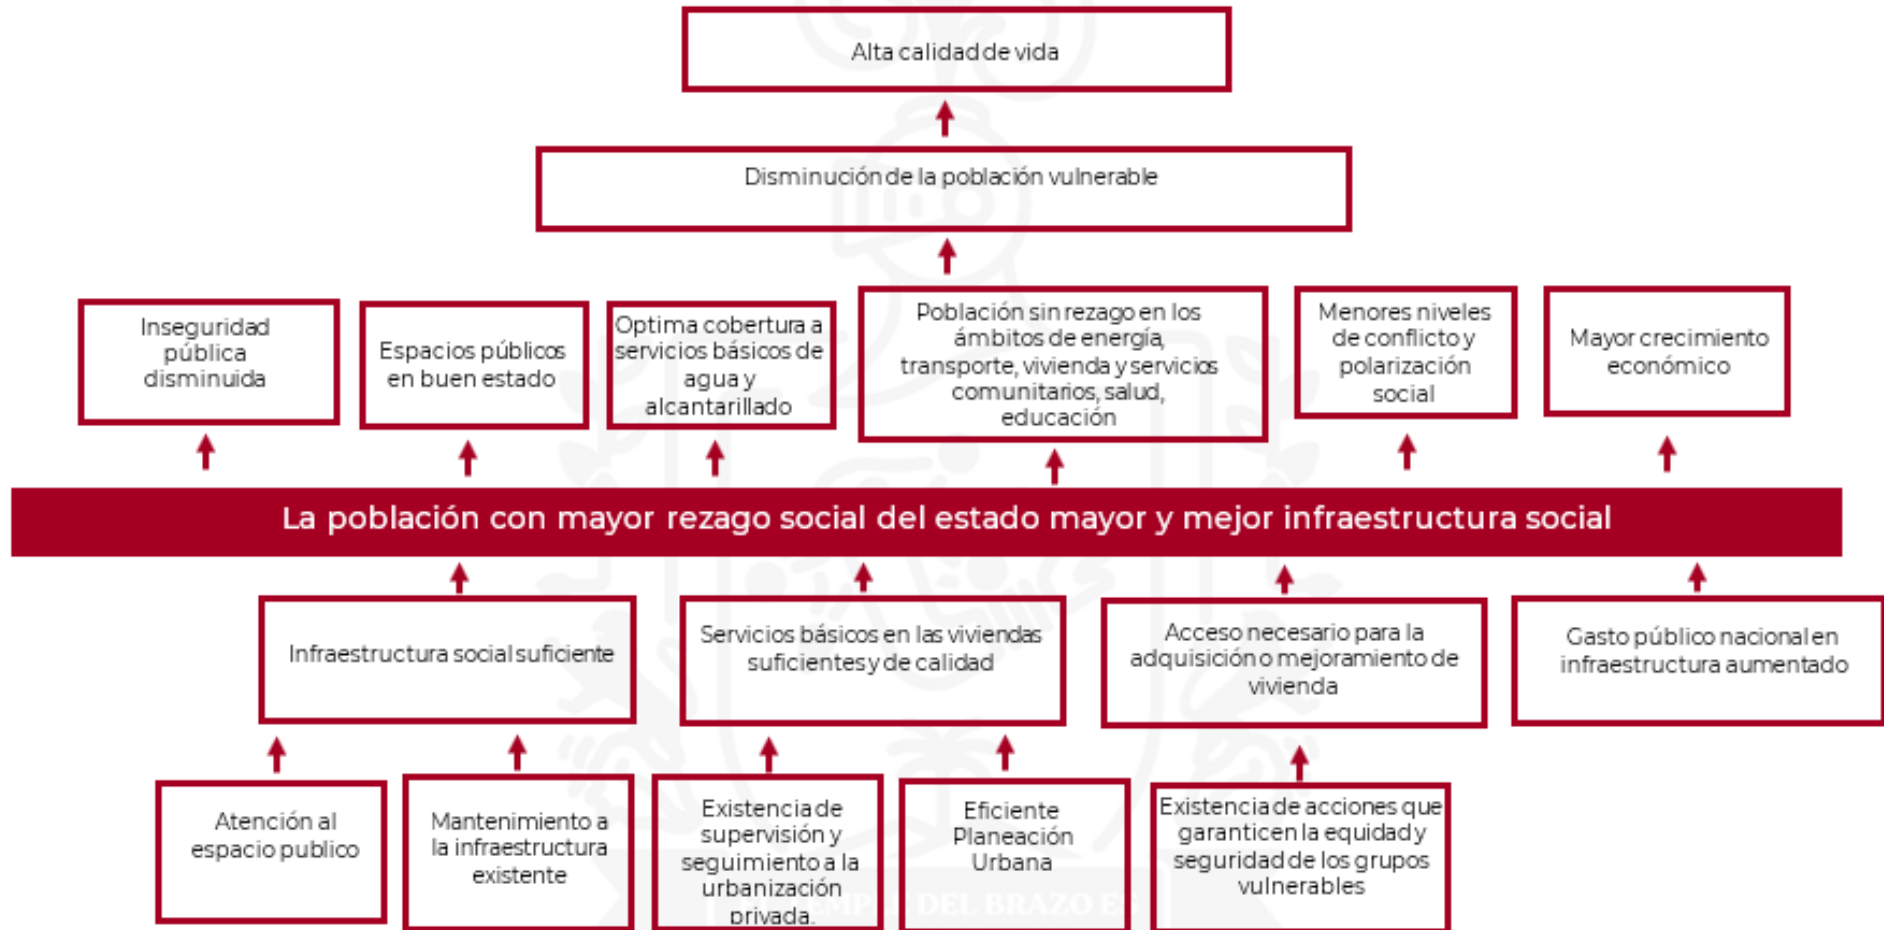 Alta calidad de vida
Disminución de la población vulnerable
Inseguridad
pública
disminuida
Espacios públicos
en buen estado
Optima cobertura a
servicios básicos de
agua y
alcantarillado
Población sin rezago en los
ámbitos de energía,
transporte, vivienda y servicios
comunitarios, salud,
educación
Menores niveles
de conflicto y
polarización
social
Mayor crecimiento
económico
La población con mayor rezago social del estado mayor y mejor infraestructura social
Infraestructura social suficiente
Servicios básicos en las viviendas
suficientes y de calidad
Acceso necesario para la
adquisición o mejoramiento de
vivienda
Gasto público nacional en
infraestructura aumentado
Atención al
espacio publico
Mantenimiento a
la infraestructura
existente
Existencia de
supervisión y
seguimiento a la
urbanización
privada.
Eficiente
Planeación
Urbana
Existencia de acciones que
garanticen la equidad y
seguridad de los grupos
vulnerables
DEL BRAZO ES